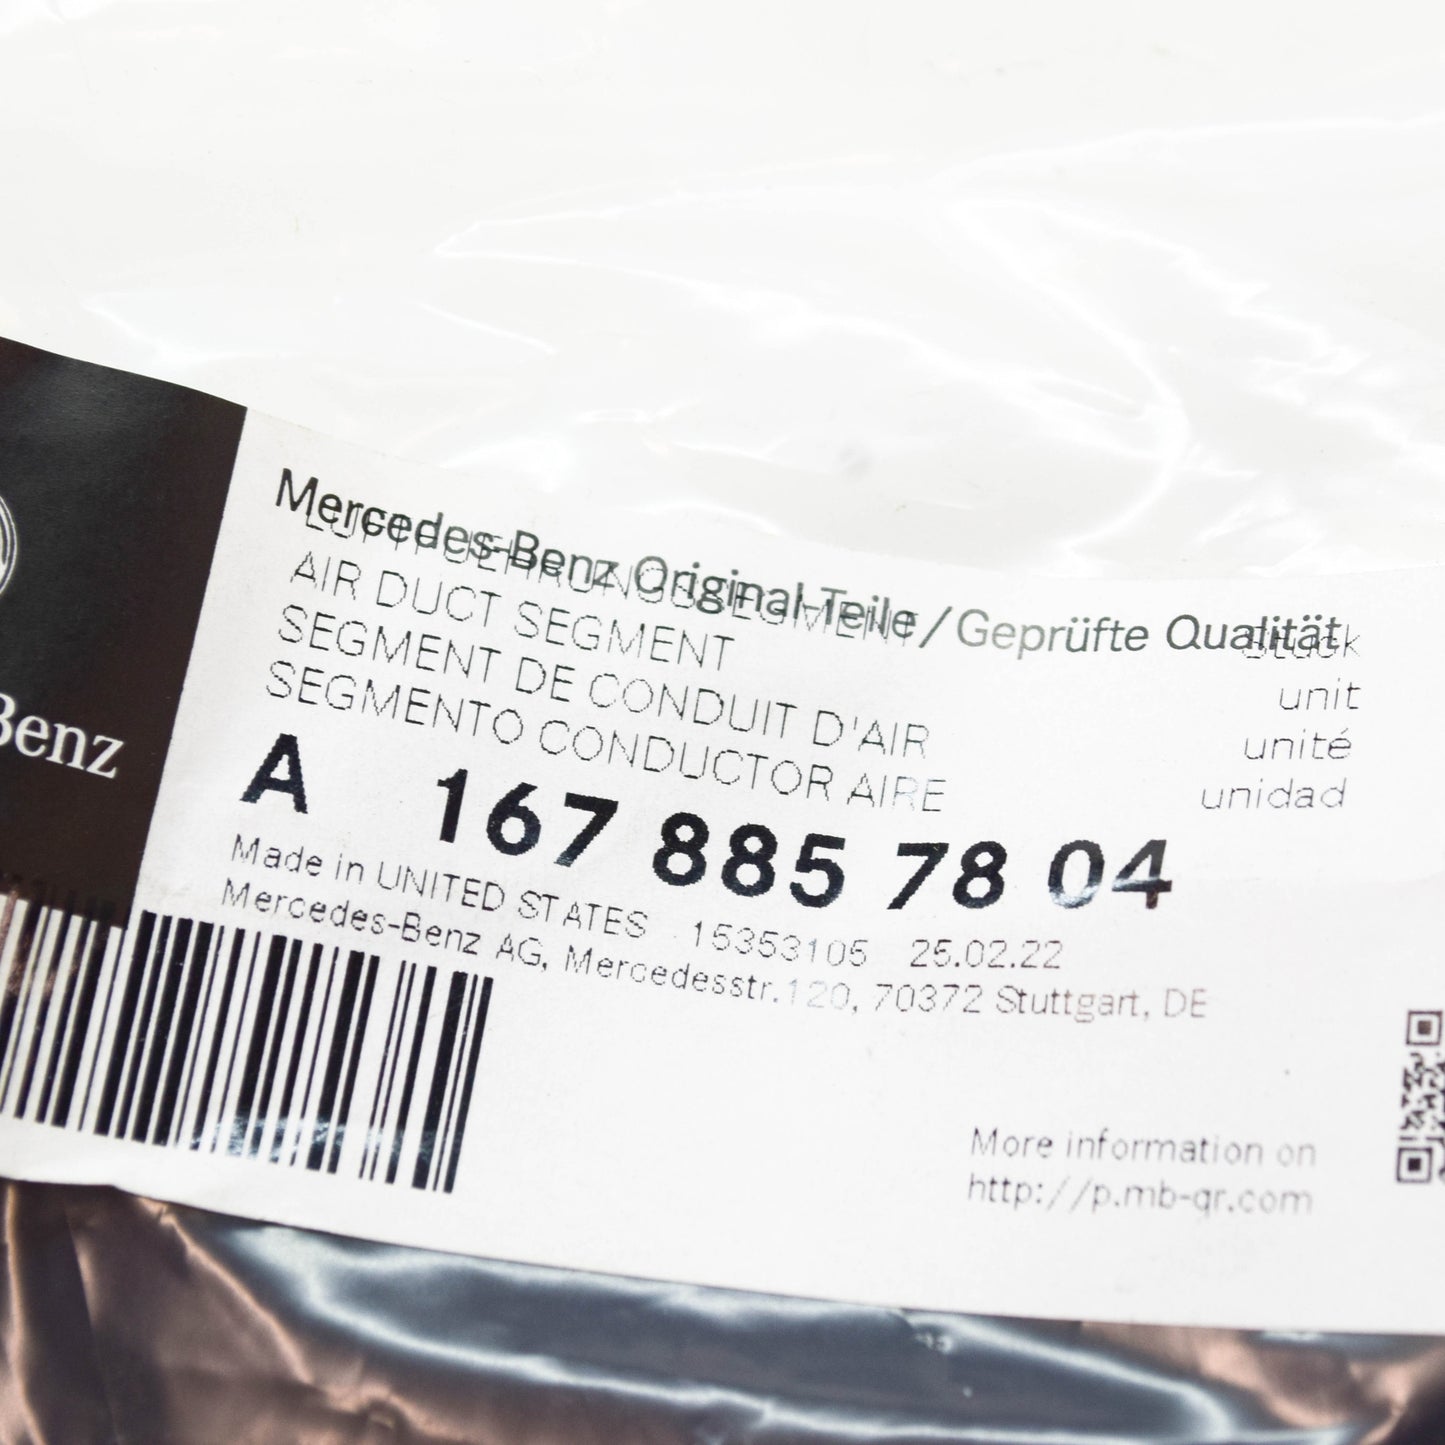 Mercedes-Benz Original-Teile/Geprüfte Qualität
LUFTFUEHRUNGSSEGMENT Stück
AIR DUCT SEGMENT unit
SEGMENT DE CONDUIT D'AIR unité
SEGMENTO CONDUCTOR AIRE unidad
Benz
A 167 885 78 04
Made in UNITED STATES 15353105 25.02.22
Mercedes-Benz AG, Mercedesstr.120, 70372 Stuttgart, DE
More information on
http://p.mb-qr.com